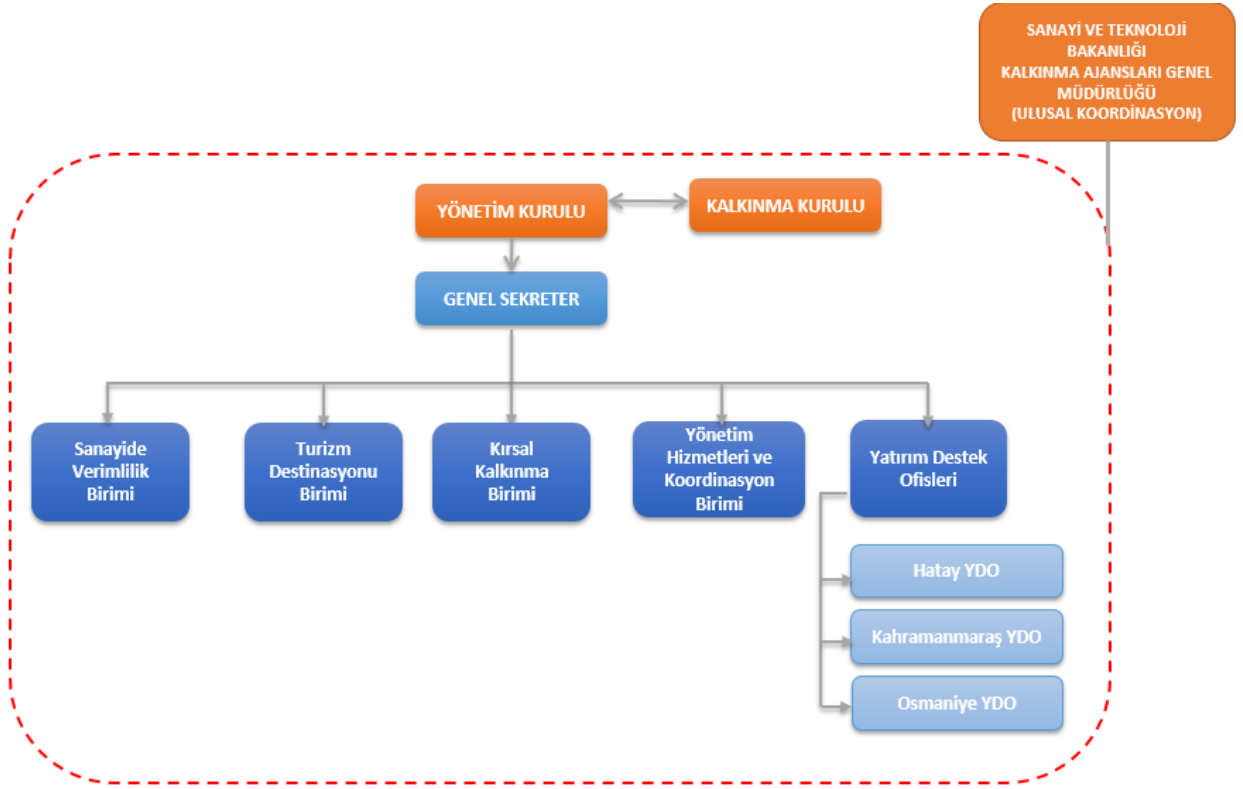 SANAYİ VE TEKNOLOJİ
BAKANLIĞI
KALKINMA AJANSLARI GENEL
MÜDÜRLÜĞÜ
(ULUSAL KOORDİNASYON)
YÖNETİM KURULU
KALKINMA KURULU
GENEL SEKRETER
Sanayide
Verimlilik
Birimi
Turizm
Destinasyonu
Birimi
Kırsal
Kalkınma
Birimi
Yönetim
Hizmetleri ve
Koordinasyon
Birimi
Yatırım Destek
Ofisleri
Hatay YDO
Kahramanmaraş YDO
Osmaniye YDO